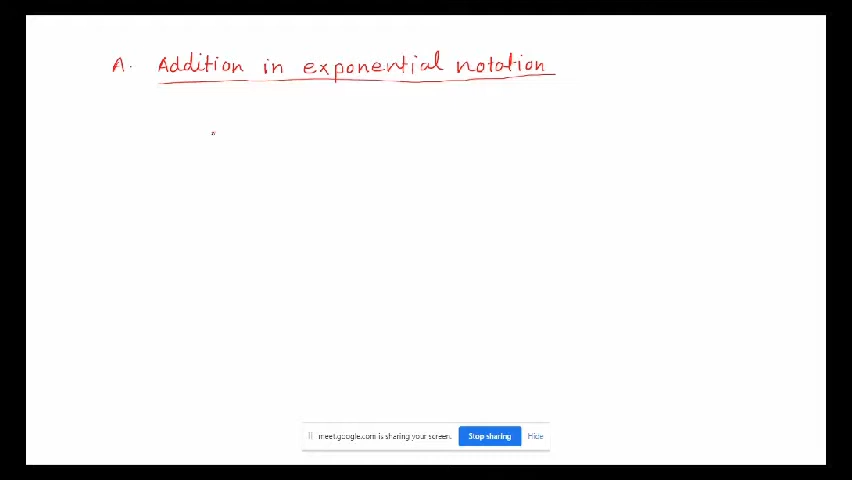 A. Addition in exponential notation
meet.google.com is sharing your screen. Stop sharing Hide